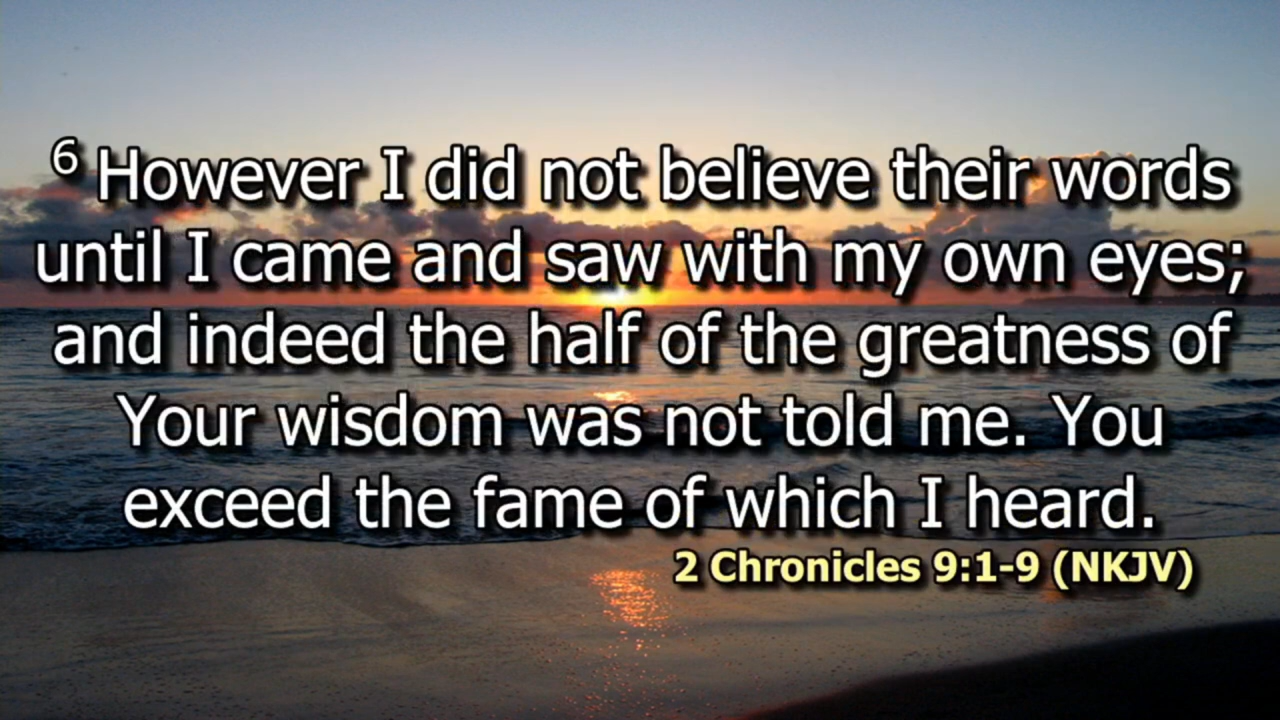 6 However I did not believe their words
until I came and saw with my own eyes;
and indeed the half of the greatness of
Your wisdom was not told me. You
exceed the fame of which I heard.
2 Chronicles 9:1-9 (NKJV)